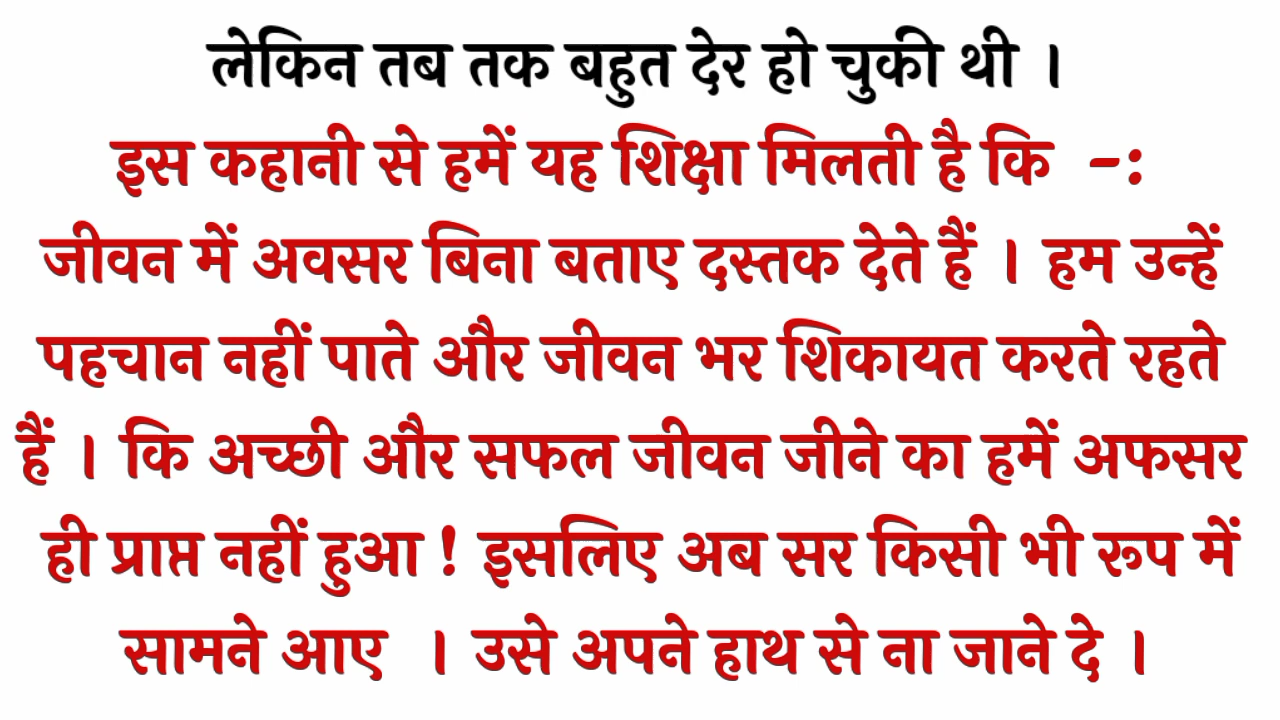 लेकिन तब तक बहुत देर हो चुकी थी ।
इस कहानी से हमें यह शिक्षा मिलती है कि -:
जीवन में अवसर बिना बताए दस्तक देते हैं । हम उन्हें
पहचान नहीं पाते और जीवन भर शिकायत करते रहते
हैं । कि अच्छी और सफल जीवन जीने का हमें अफसर
ही प्राप्त नहीं हुआ ! इसलिए अब सर किसी भी रूप में
सामने आए । उसे अपने हाथ से ना जाने दे ।